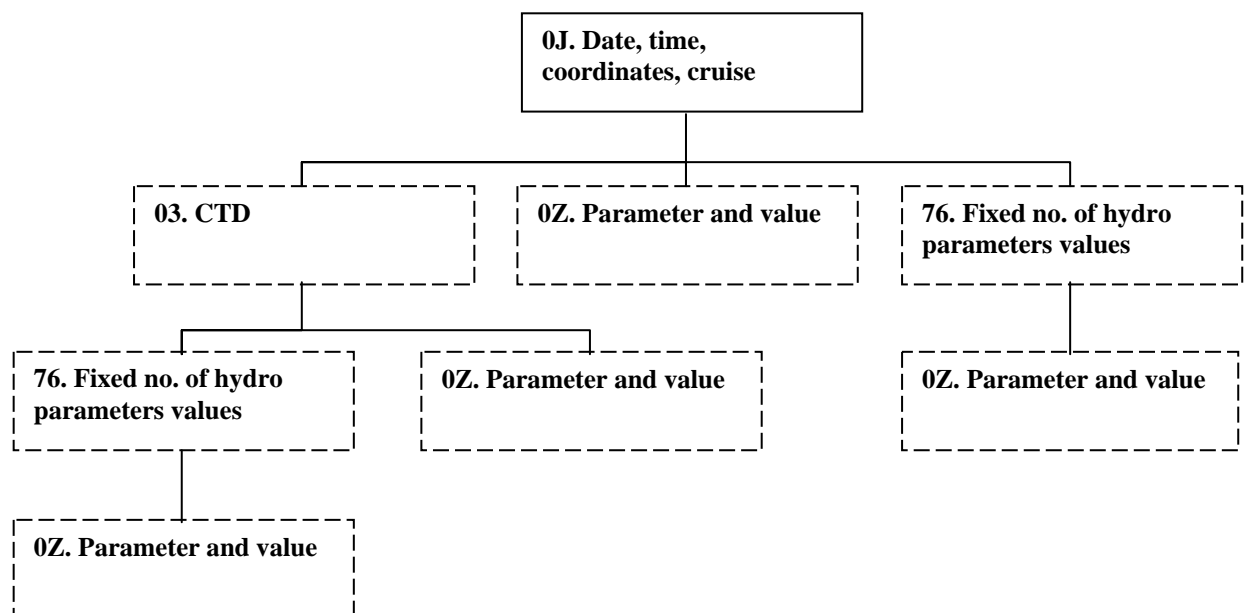 0J. Date, time,
coordinates, cruise
03. CTD
0Z. Parameter and value
76. Fixed no. of hydro
parameters values
76. Fixed no. of hydro
parameters values
0Z. Parameter and value
0Z. Parameter and value
0Z. Parameter and value